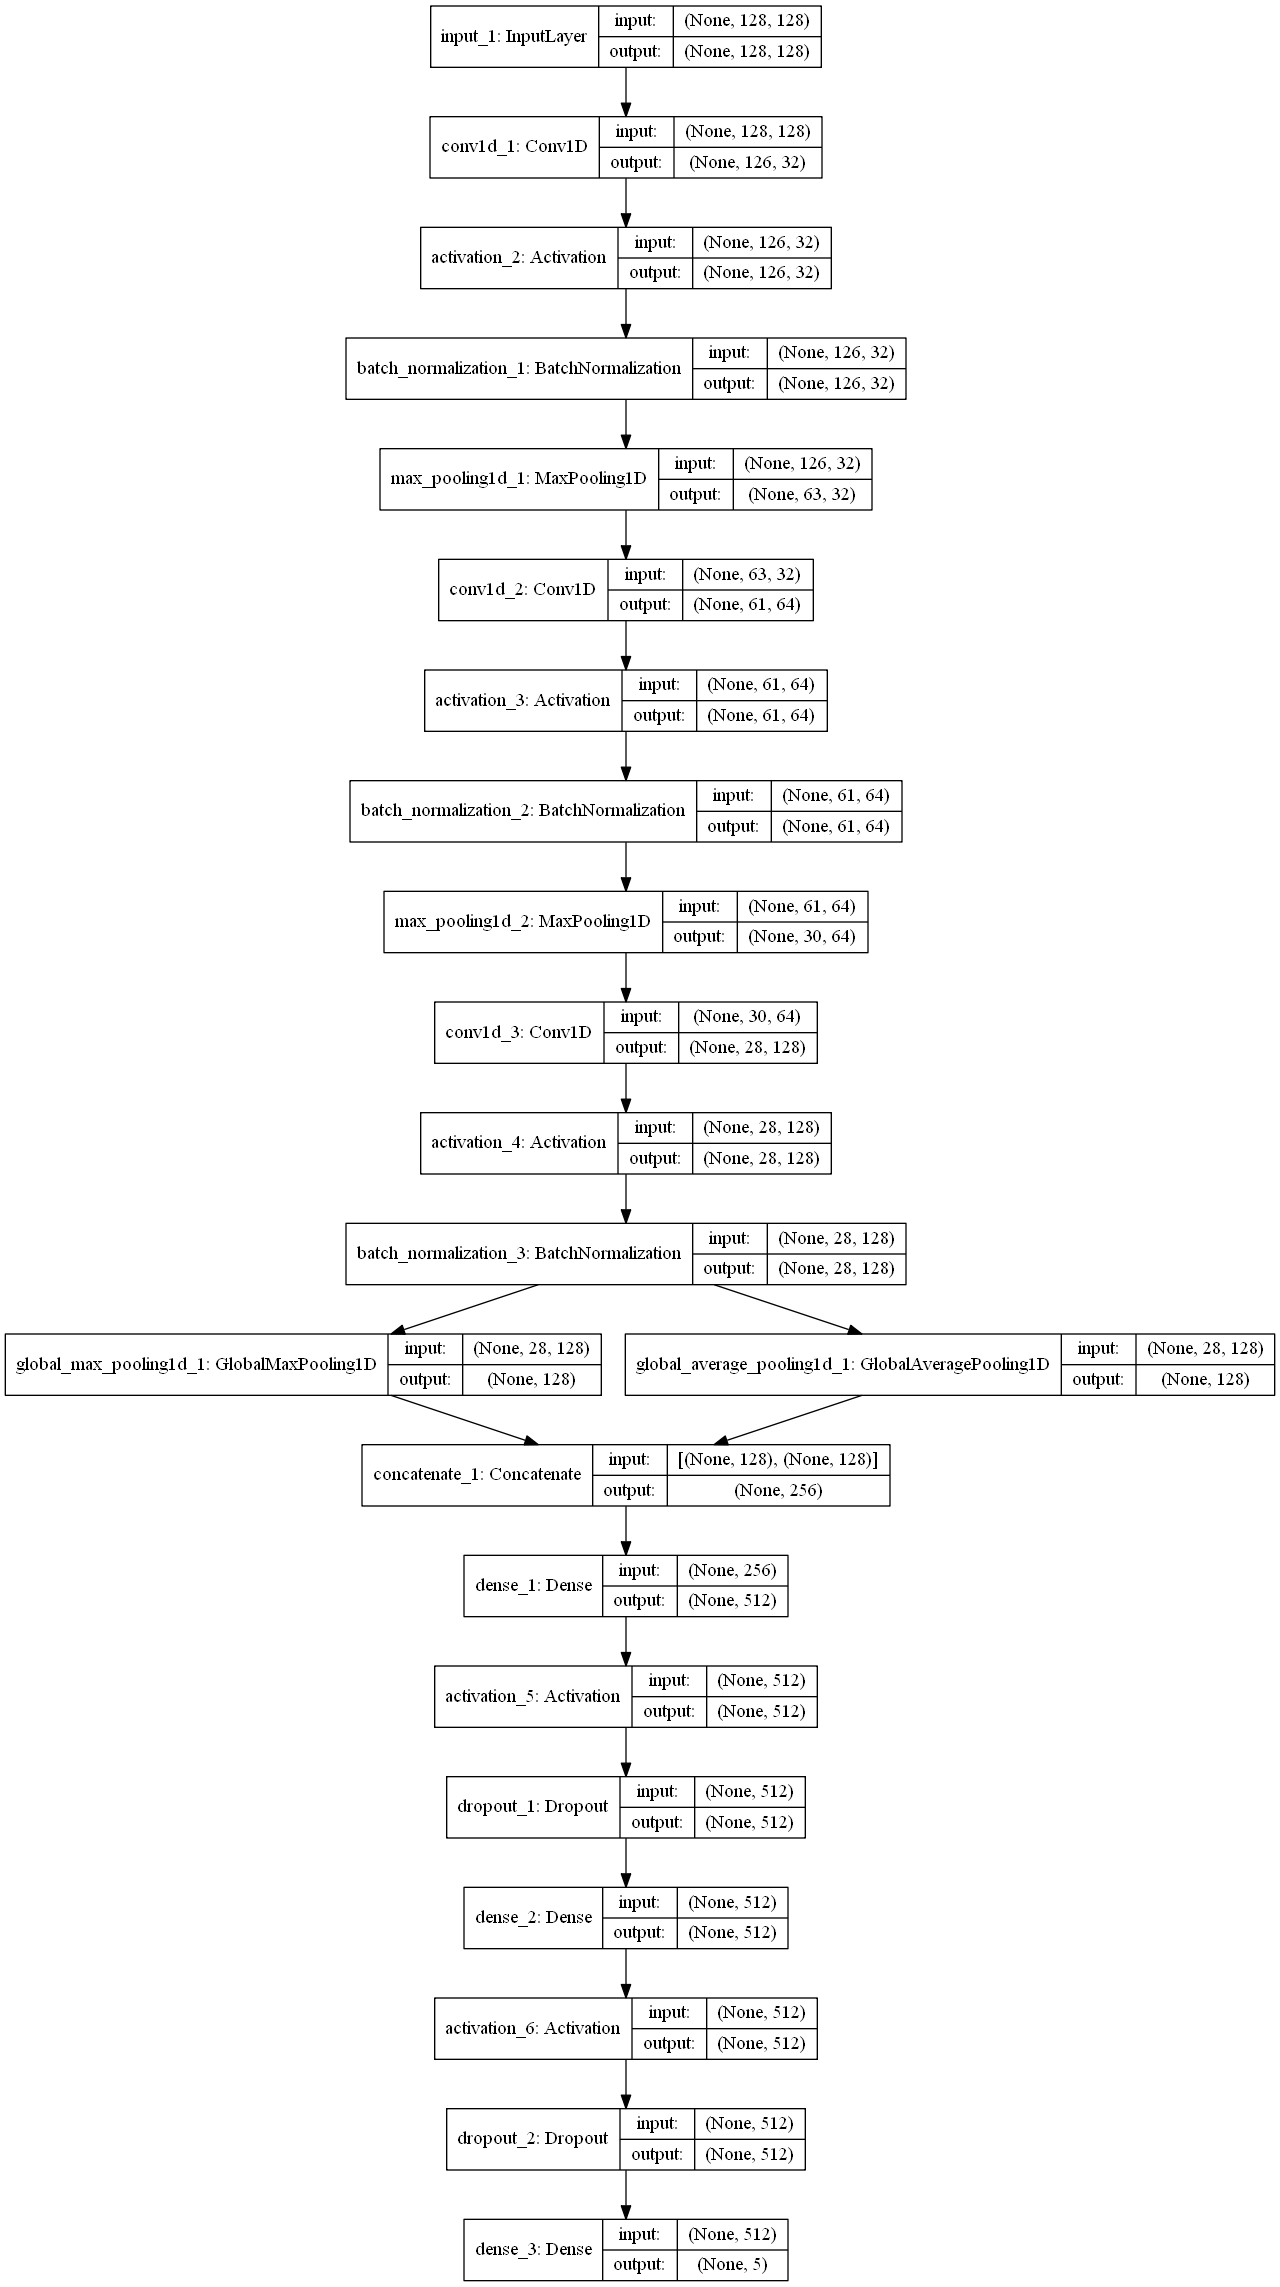 input_1: InputLayer
input: (None, 128, 128)
output: (None, 128, 128)
conv1d_1: Conv1D
input: (None, 128, 128)
output: (None, 126, 32)
activation_2: Activation
input: (None, 126, 32)
output: (None, 126, 32)
batch_normalization_1: BatchNormalization
input: (None, 126, 32)
output: (None, 126, 32)
max_pooling1d_1: MaxPooling1D
input: (None, 126, 32)
output: (None, 63, 32)
conv1d_2: Conv1D
input: (None, 63, 32)
output: (None, 61, 64)
activation_3: Activation
input: (None, 61, 64)
output: (None, 61, 64)
batch_normalization_2: BatchNormalization
input: (None, 61, 64)
output: (None, 61, 64)
max_pooling1d_2: MaxPooling1D
input: (None, 61, 64)
output: (None, 30, 64)
conv1d_3: Conv1D
input: (None, 30, 64)
output: (None, 28, 128)
activation_4: Activation
input: (None, 28, 128)
output: (None, 28, 128)
batch_normalization_3: BatchNormalization
input: (None, 28, 128)
output: (None, 28, 128)
global_max_pooling1d_1: GlobalMaxPooling1D
input: (None, 28, 128)
output: (None, 128)
global_average_pooling1d_1: GlobalAveragePooling1D
input: (None, 28, 128)
output: (None, 128)
concatenate_1: Concatenate
input: [(None, 128), (None, 128)]
output: (None, 256)
dense_1: Dense
input: (None, 256)
output: (None, 512)
activation_5: Activation
input: (None, 512)
output: (None, 512)
dropout_1: Dropout
input: (None, 512)
output: (None, 512)
dense_2: Dense
input: (None, 512)
output: (None, 512)
activation_6: Activation
input: (None, 512)
output: (None, 512)
dropout_2: Dropout
input: (None, 512)
output: (None, 512)
dense_3: Dense
input: (None, 512)
output: (None, 5)